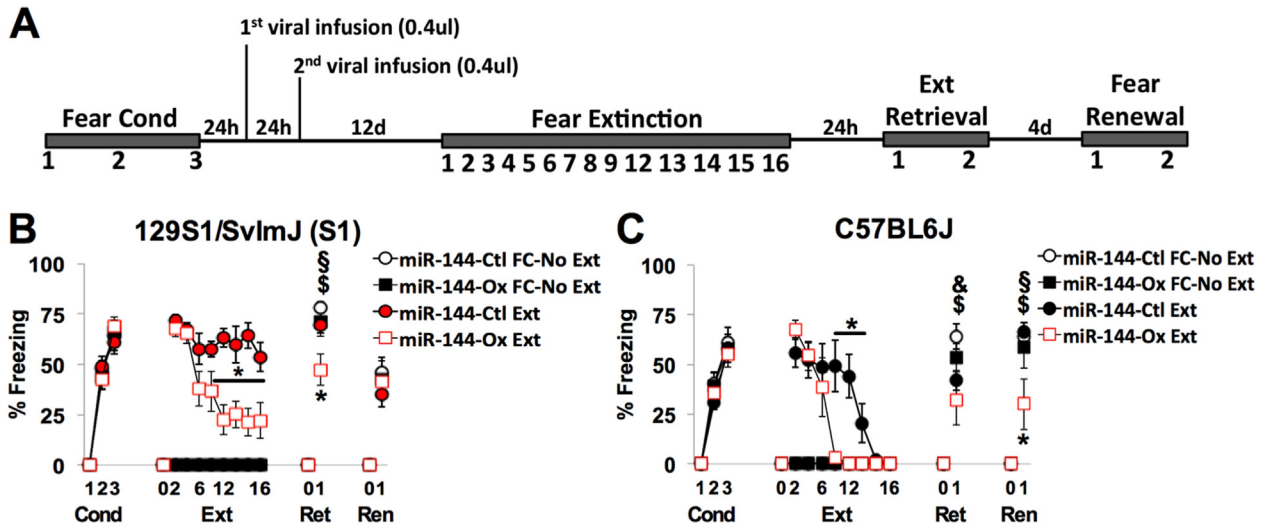 A
1st viral infusion (0.4ul)
2nd viral infusion (0.4ul)
Fear Cond
24h
24h
12d
Fear Extinction
24h
Ext
Retrieval
4d
Fear
Renewal
1 2 3
1 2 3 4 5 6 7 8 9 12 13 14 15 16
1 2
1 2
B
129S1/SvImJ (S1)
% Freezing
100
75
50
25
0
*
§
$
*
miR-144-Ctl FC-No Ext
miR-144-Ox FC-No Ext
miR-144-Ctl Ext
miR-144-Ox Ext
1 2 3 0 2 6 12 16 0 1 0 1
Cond Ext Ret Ren
C
C57BL6J
% Freezing
100
75
50
25
0
*
&
$
§
$
*
miR-144-Ctl FC-No Ext
miR-144-Ox FC-No Ext
miR-144-Ctl Ext
miR-144-Ox Ext
1 2 3 0 2 6 12 16 0 1 0 1
Cond Ext Ret Ren